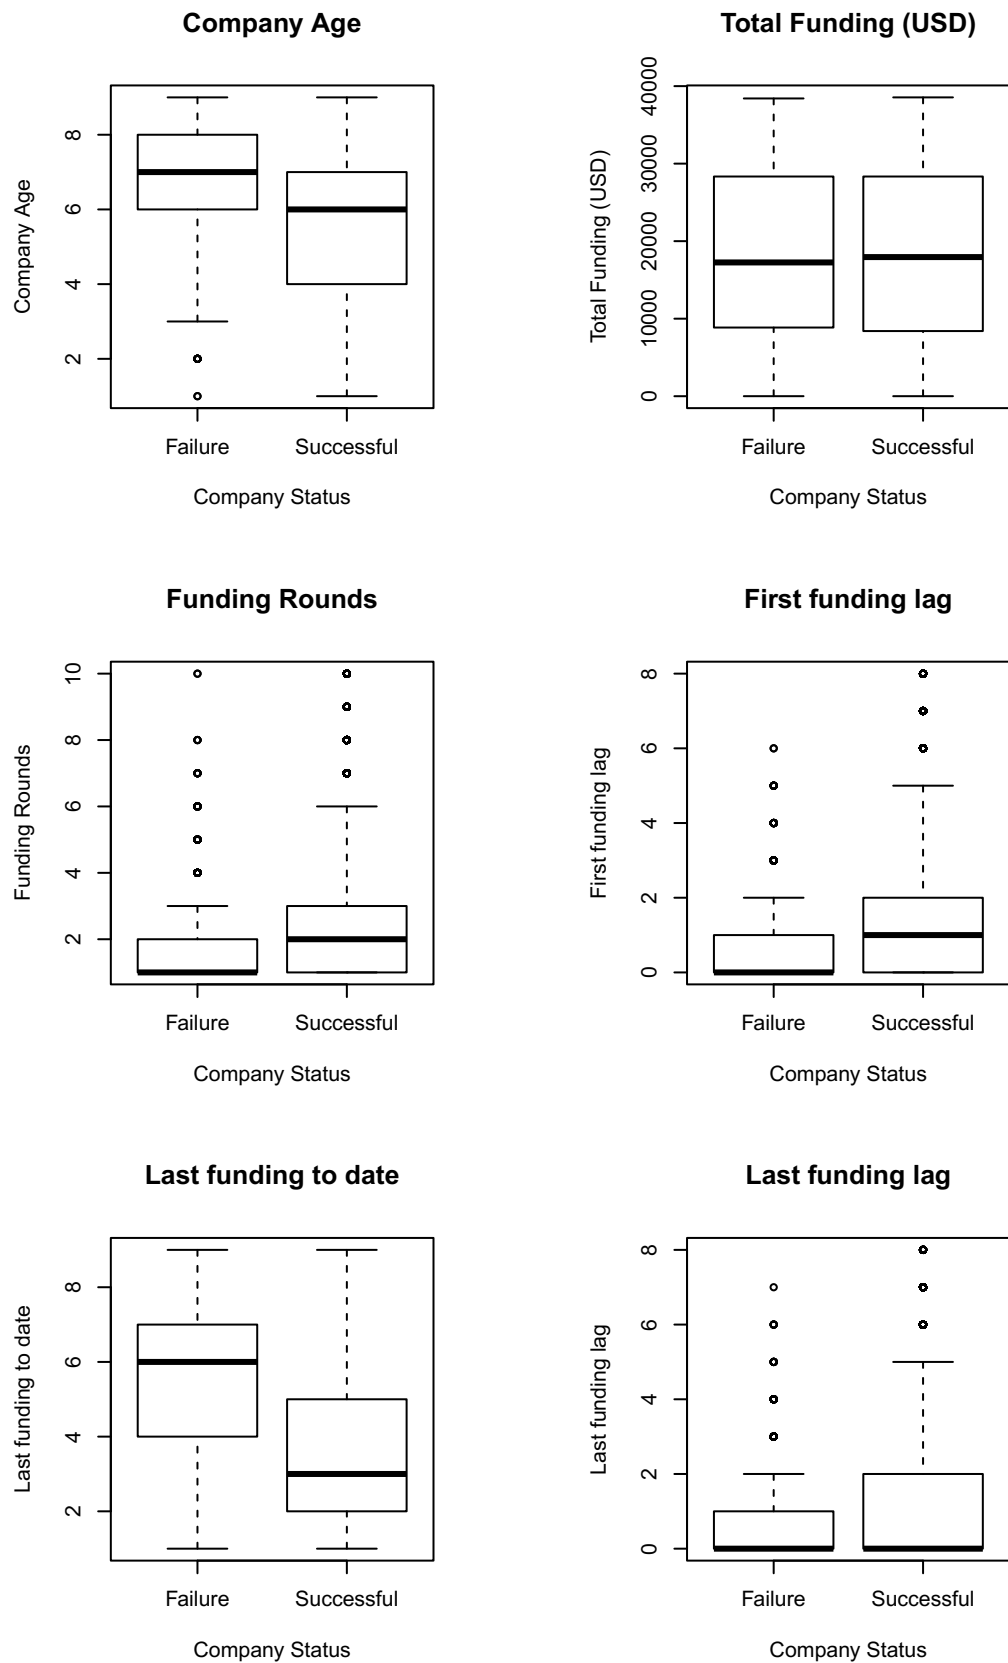 Company Age
Company Age
8
6
4
2
Failure Successful
Company Status
Total Funding (USD)
Total Funding (USD)
40000
30000
20000
10000
0
Failure Successful
Company Status
Funding Rounds
Funding Rounds
10
8
6
4
2
Failure Successful
Company Status
First funding lag
First funding lag
8
6
4
2
0
Failure Successful
Company Status
Last funding to date
Last funding to date
8
6
4
2
Failure Successful
Company Status
Last funding lag
Last funding lag
8
6
4
2
0
Failure Successful
Company Status